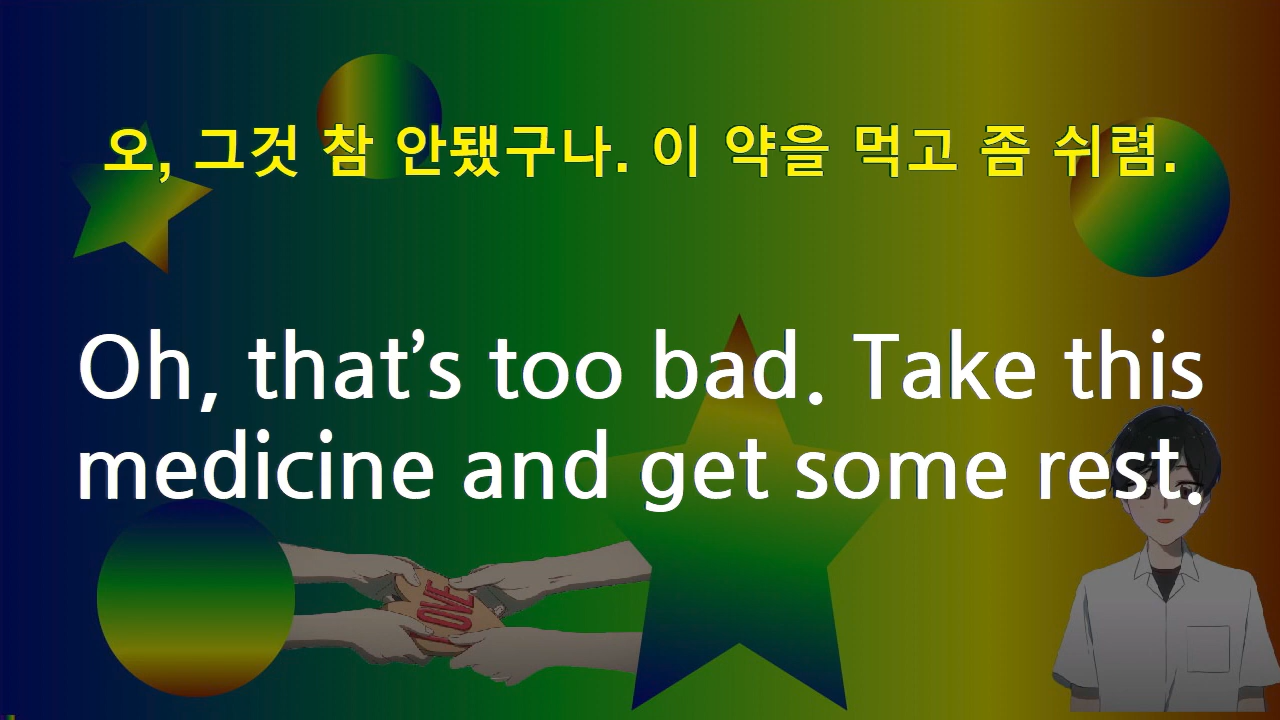 오, 그것 참 안됐구나. 이 약을 먹고 좀 쉬렴.
Oh, that’s too bad. Take this
medicine and get some rest.
LOVE